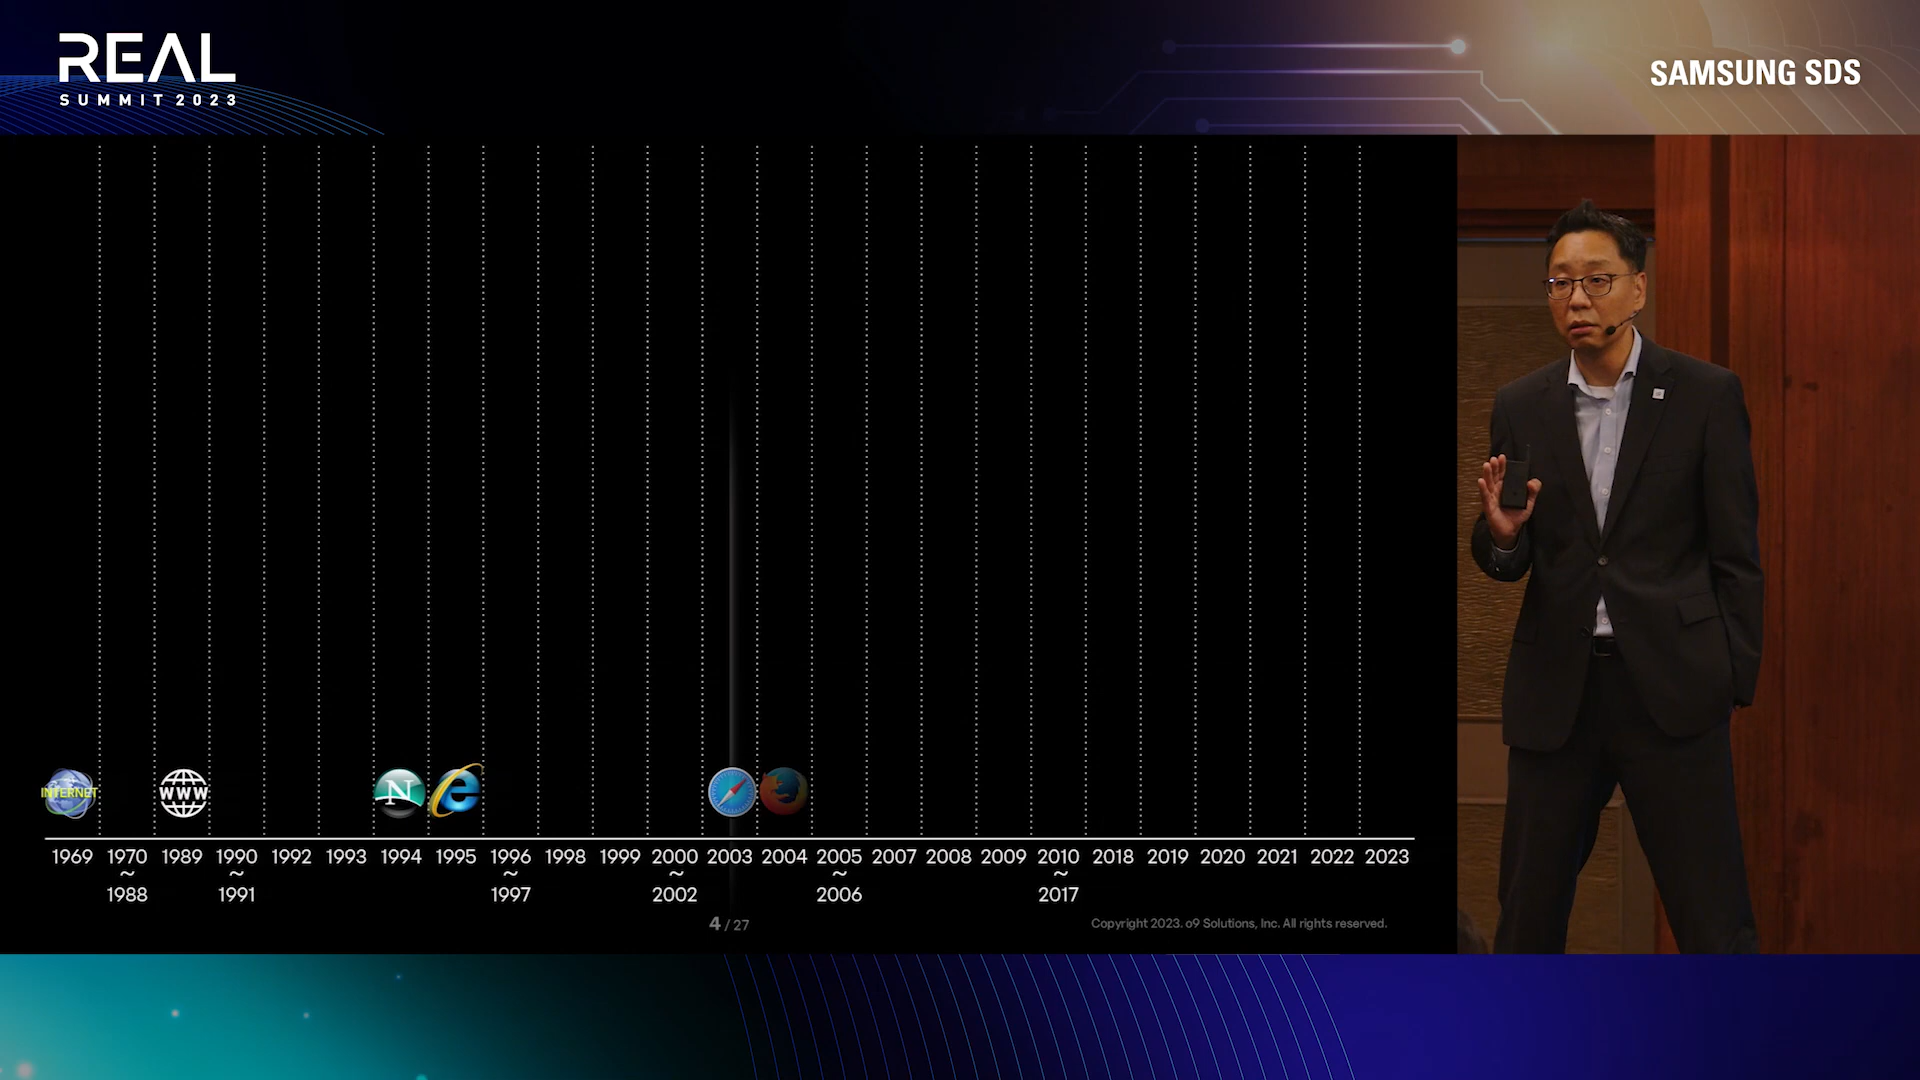 REAL
SUMMIT 2023
SAMSUNG SDS
INTERNET
WWW
N
1969 1970 1989 1990 1992 1993 1994 1995 1996 1998 1999 2000 2003 2004 2005 2007 2008 2009 2010 2018 2019 2020 2021 2022 2023
~ ~ ~ ~ ~ ~
1988 1991 1997 2002 2006 2017
4 / 27
Copyright 2023. o9 Solutions, Inc. All rights reserved.